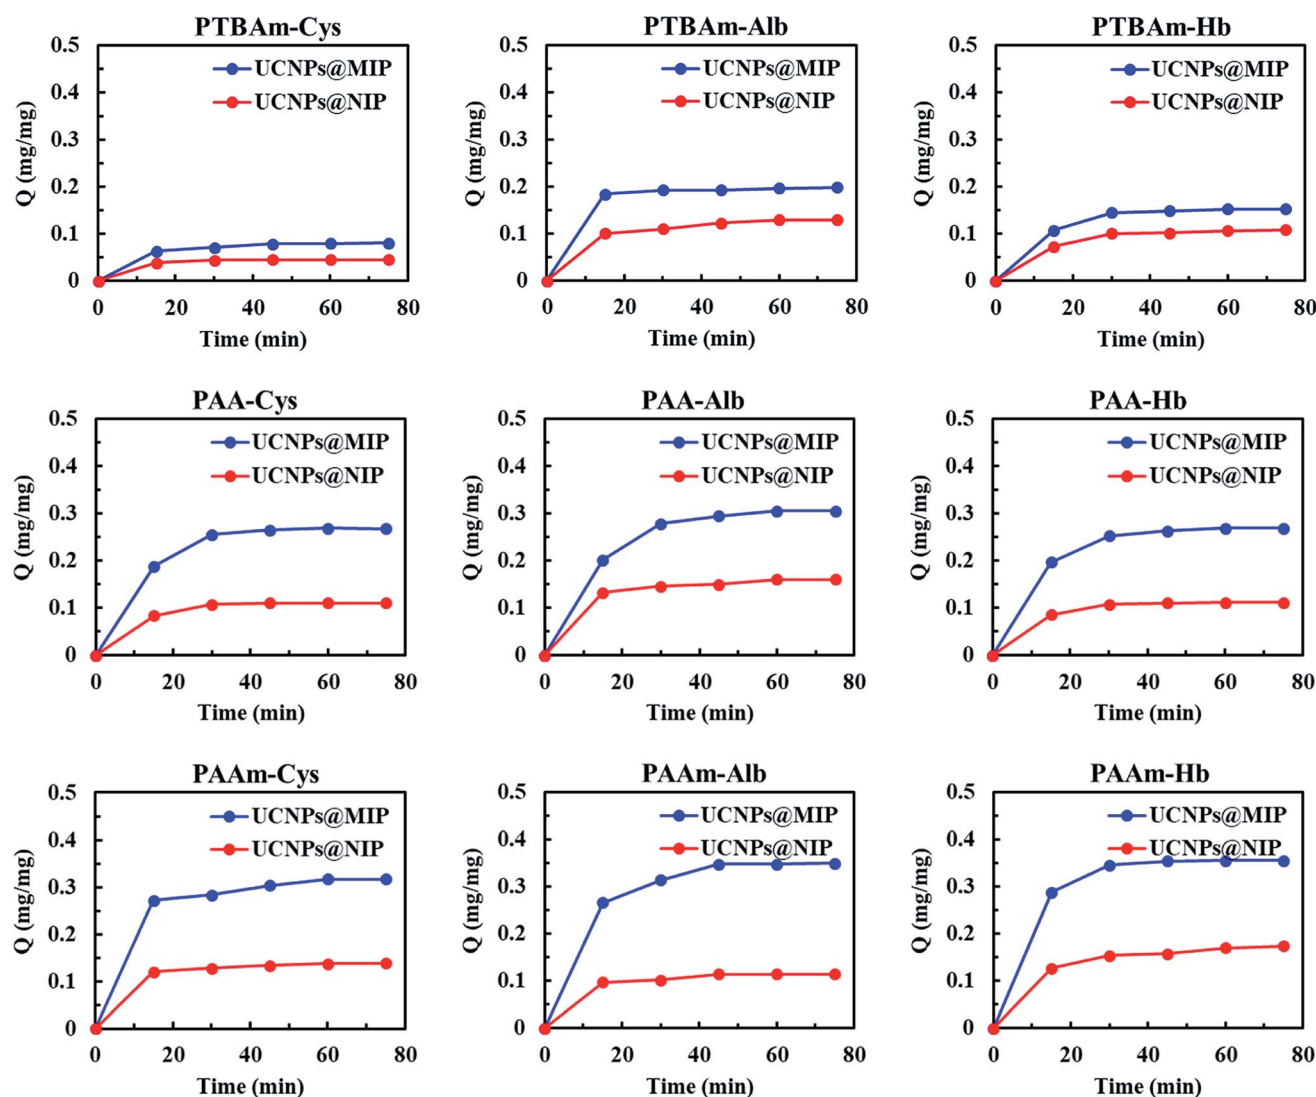 PTBAm-Cys
0.5
0.4
0.3
0.2
0.1
0
Q (mg/mg)
UCNPs@MIP
UCNPs@NIP
0 20 40 60 80
Time (min)
PTBAm-Alb
0.5
0.4
0.3
0.2
0.1
0
Q (mg/mg)
UCNPs@MIP
UCNPs@NIP
0 20 40 60 80
Time (min)
PTBAm-Hb
0.5
0.4
0.3
0.2
0.1
0
Q (mg/mg)
UCNPs@MIP
UCNPs@NIP
0 20 40 60 80
Time (min)
PAA-Cys
0.5
0.4
0.3
0.2
0.1
0
Q (mg/mg)
UCNPs@MIP
UCNPs@NIP
0 20 40 60 80
Time (min)
PAA-Alb
0.5
0.4
0.3
0.2
0.1
0
Q (mg/mg)
UCNPs@MIP
UCNPs@NIP
0 20 40 60 80
Time (min)
PAA-Hb
0.5
0.4
0.3
0.2
0.1
0
Q (mg/mg)
UCNPs@MIP
UCNPs@NIP
0 20 40 60 80
Time (min)
PAAm-Cys
0.5
0.4
0.3
0.2
0.1
0
Q (mg/mg)
UCNPs@MIP
UCNPs@NIP
0 20 40 60 80
Time (min)
PAAm-Alb
0.5
0.4
0.3
0.2
0.1
0
Q (mg/mg)
UCNPs@MIP
UCNPs@NIP
0 20 40 60 80
Time (min)
PAAm-Hb
0.5
0.4
0.3
0.2
0.1
0
Q (mg/mg)
UCNPs@MIP
UCNPs@NIP
0 20 40 60 80
Time (min)